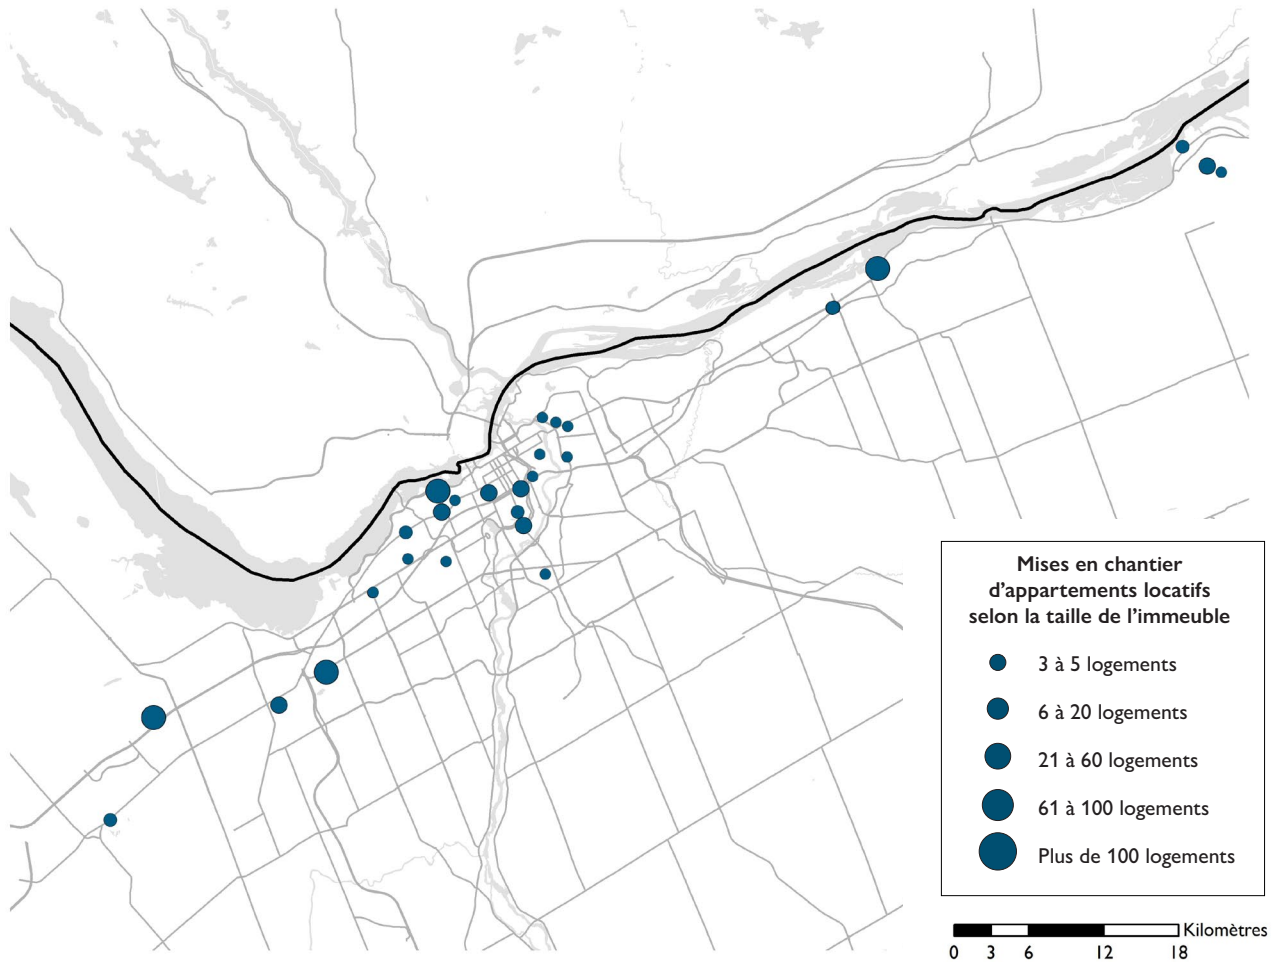 Mises en chantier
d’appartements locatifs
selon la taille de l’immeuble
3 à 5 logements
6 à 20 logements
21 à 60 logements
61 à 100 logements
Plus de 100 logements
Kilomètres
0 3 6 12 18